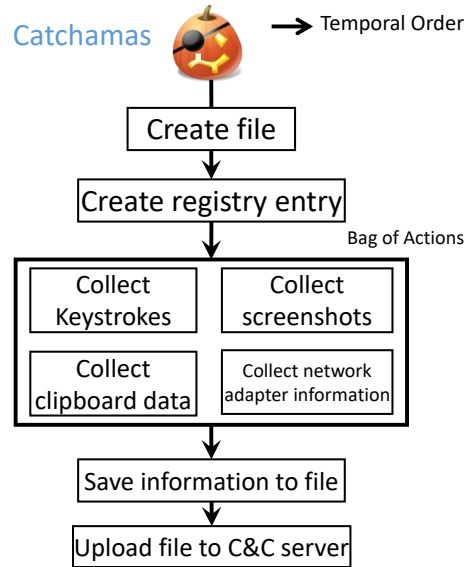 Catchamas
Temporal Order
Create file
Create registry entry
Bag of Actions
Collect
Keystrokes
Collect
screenshots
Collect
clipboard data
Collect network
adapter information
Save information to file
Upload file to C&C server